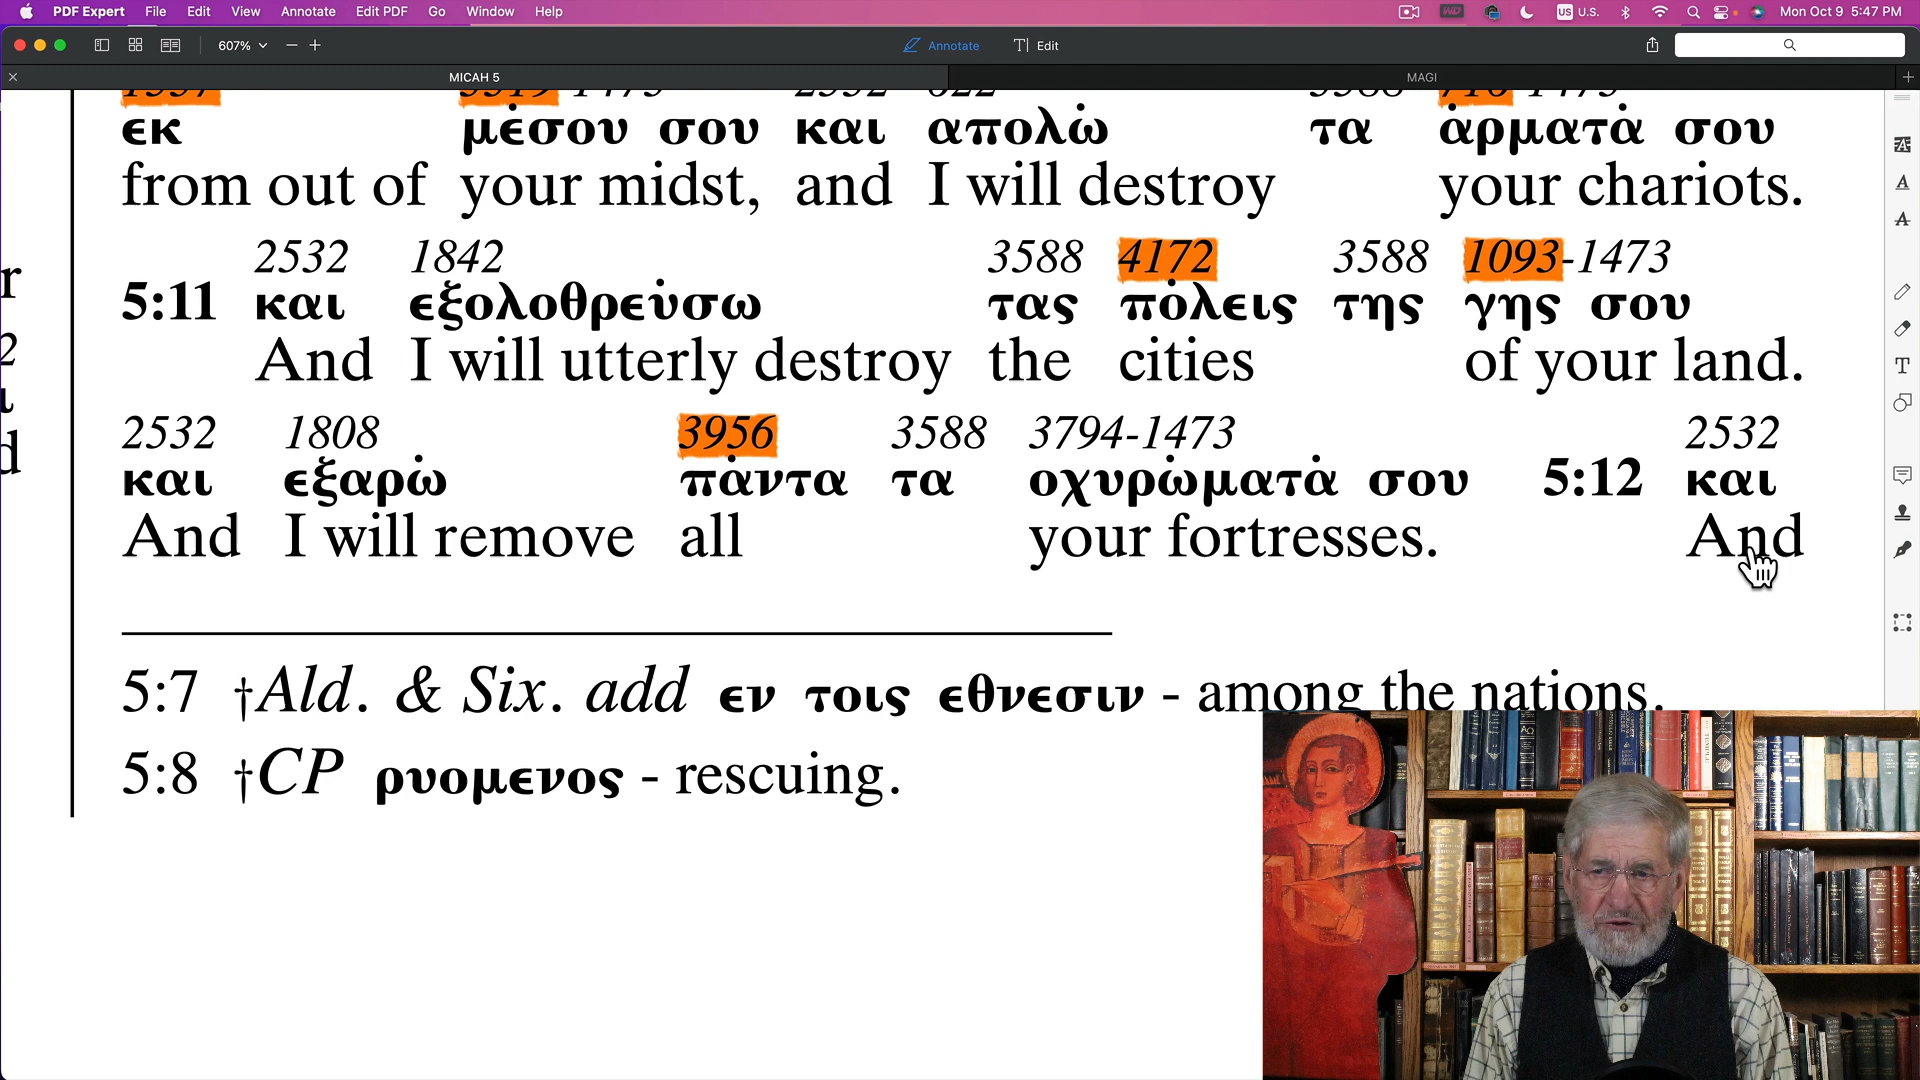 PDF Expert File Edit View Annotate Edit PDF Go Window Help US U.S. Mon Oct 9 5:47 PM
607% Annotate Edit
MICAH 5 MAGI
εκ μέσου σου και απολώ τα άρματά σου
from out of your midst, and I will destroy your chariots.
2532 1842 3588 4172 3588 1093-1473
5:11 και εξολοθρεύσω τας πόλεις της γης σου
And I will utterly destroy the cities of your land.
2532 1808 3956 3588 3794-1473 2532
και εξαρώ πάντα τα οχυρώματά σου 5:12 και
And I will remove all your fortresses. And
5:7 †Ald. & Six. add εν τοις εθνεσιν - among the nations.
5:8 †CP ρυομενος - rescuing.